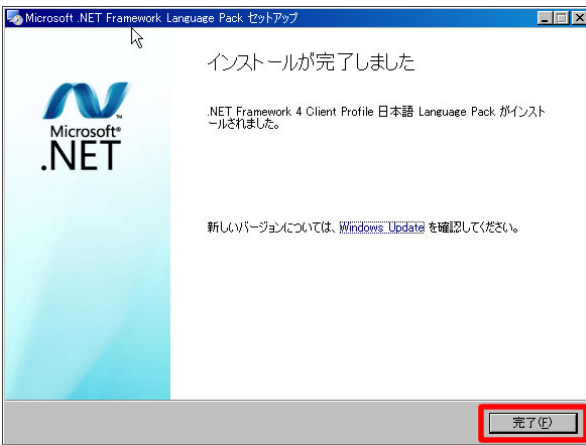 Microsoft .NET Framework Language Pack セットアップ
インストールが完了しました
.NET Framework 4 Client Profile 日本語 Language Pack がインスト
ールされました。
Microsoft®
.NET
新しいバージョンについては、Windows Update を確認してください。
完了(F)